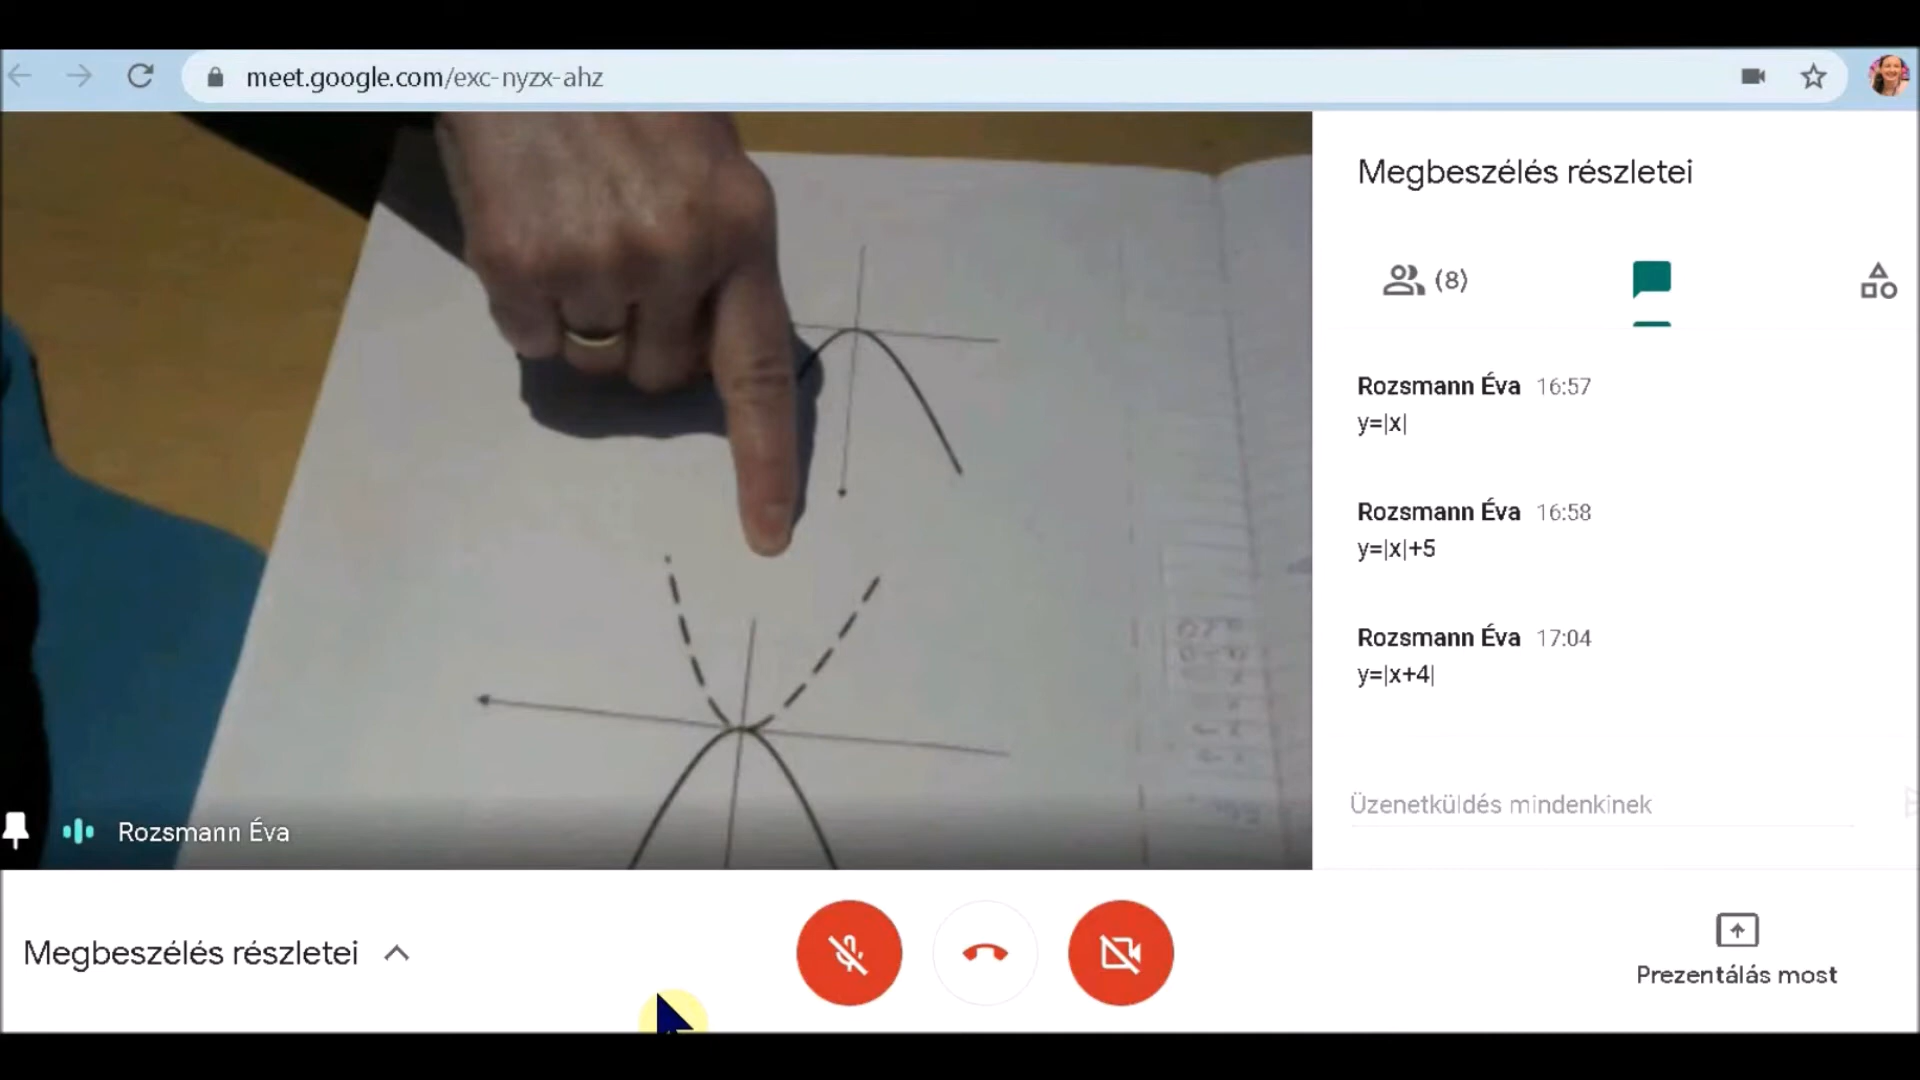 meet.google.com/exc-nyzx-ahz
Megbeszélés részletei
(8)
Rozsmann Éva 16:57
y=|x|
Rozsmann Éva 16:58
y=|x|+5
Rozsmann Éva 17:04
y=|x+4|
Üzenetküldés mindenkinek
Rozsmann Éva
Megbeszélés részletei
Prezentálás most